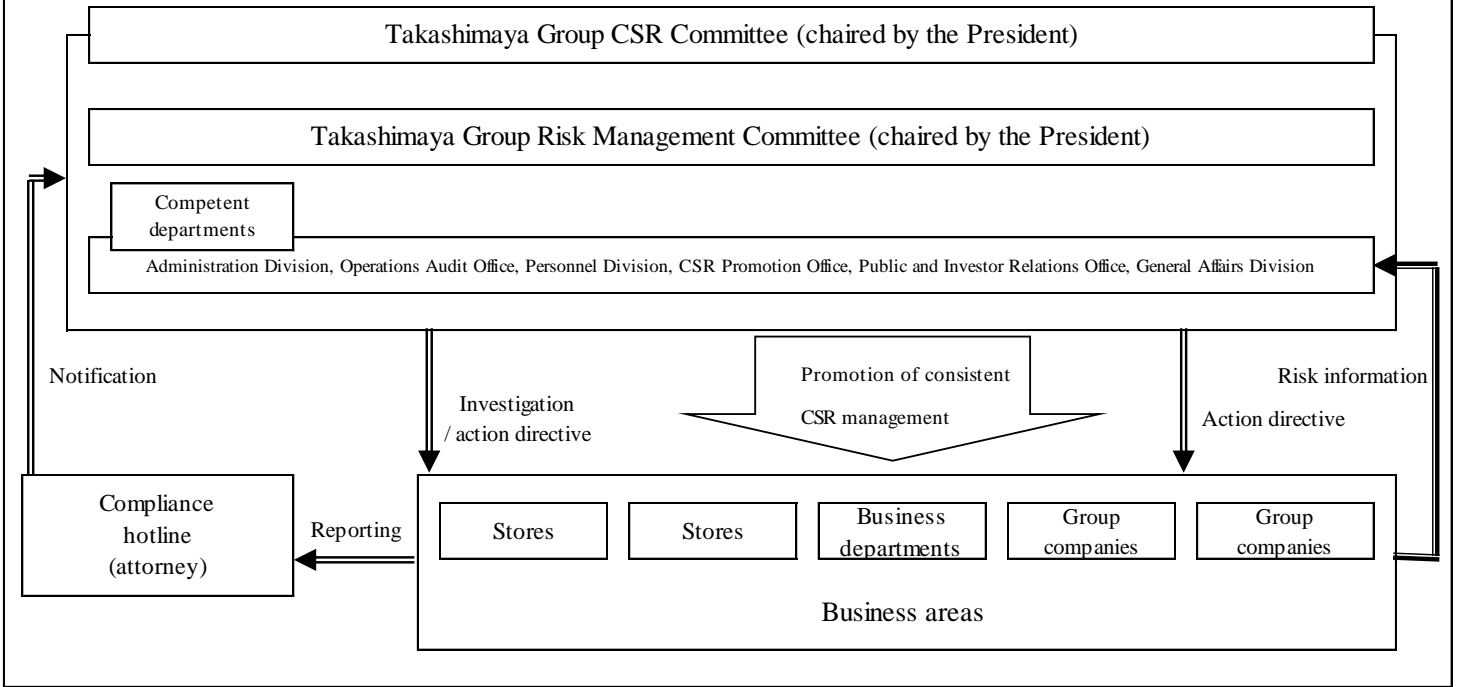 Takashimaya Group CSR Committee (chaired by the President)
Takashimaya Group Risk Management Committee (chaired by the President)
Competent
departments
Administration Division, Operations Audit Office, Personnel Division, CSR Promotion Office, Public and Investor Relations Office, General Affairs Division
Notification
Investigation
/ action directive
Promotion of consistent
CSR management
Risk information
Action directive
Compliance
hotline
(attorney)
Reporting
Stores
Stores
Business
departments
Group
companies
Group
companies
Business areas